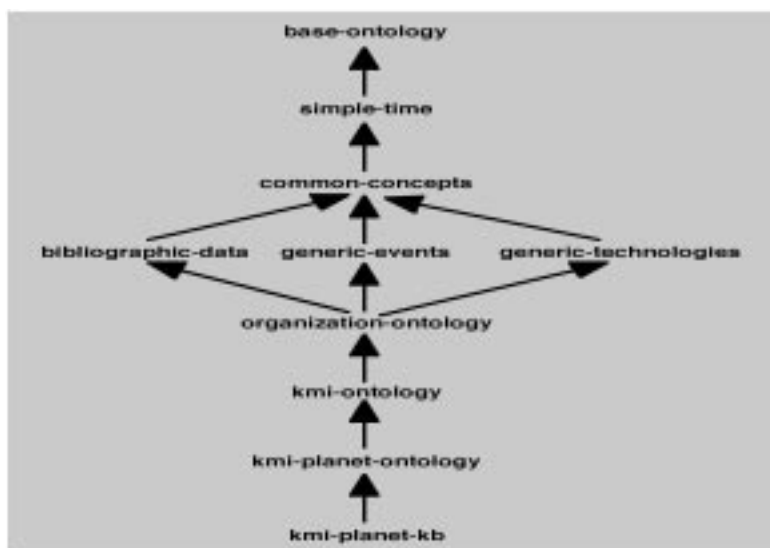 base-ontology
simple-time
common-concepts
bibliographic-data generic-events generic-technologies
organization-ontology
kmi-ontology
kmi-planet-ontology
kmi-planet-kb